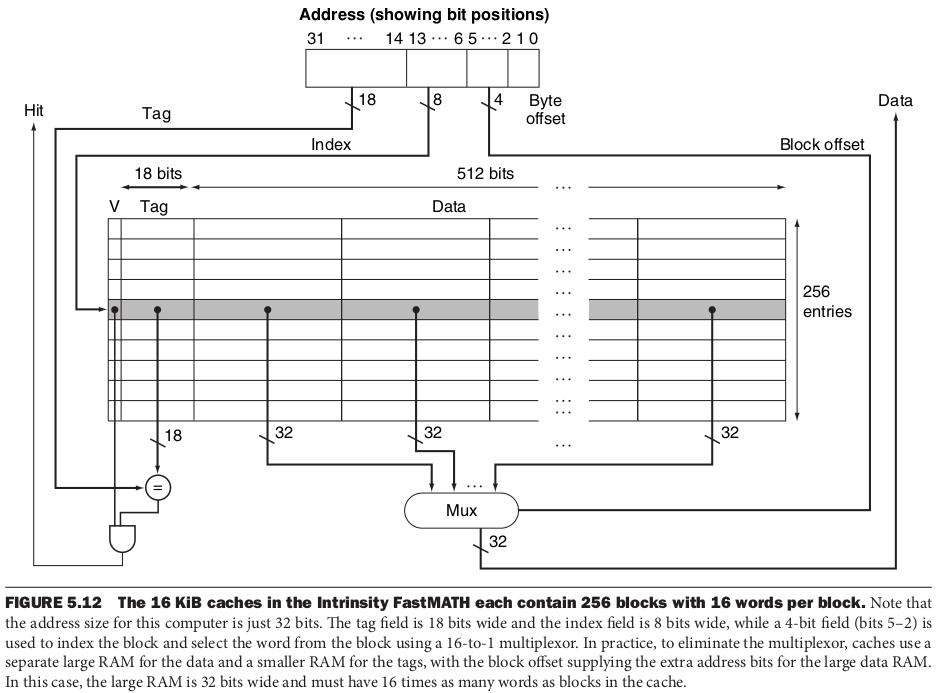 Address (showing bit positions)
31 ··· 14 13 ··· 6 5 ··· 2 1 0
18 8 4 Byte
offset
Hit
Data
Tag
Index
Block offset
18 bits
512 bits
···
V Tag
Data
···
···
···
···
···
···
···
···
···
···
256
entries
18
32
32
···
32
=
···
Mux
32
FIGURE 5.12 The 16 KiB caches in the Intrinsity FastMATH each contain 256 blocks with 16 words per block. Note that
the address size for this computer is just 32 bits. The tag field is 18 bits wide and the index field is 8 bits wide, while a 4-bit field (bits 5–2) is
used to index the block and select the word from the block using a 16-to-1 multiplexor. In practice, to eliminate the multiplexor, caches use a
separate large RAM for the data and a smaller RAM for the tags, with the block offset supplying the extra address bits for the large data RAM.
In this case, the large RAM is 32 bits wide and must have 16 times as many words as blocks in the cache.